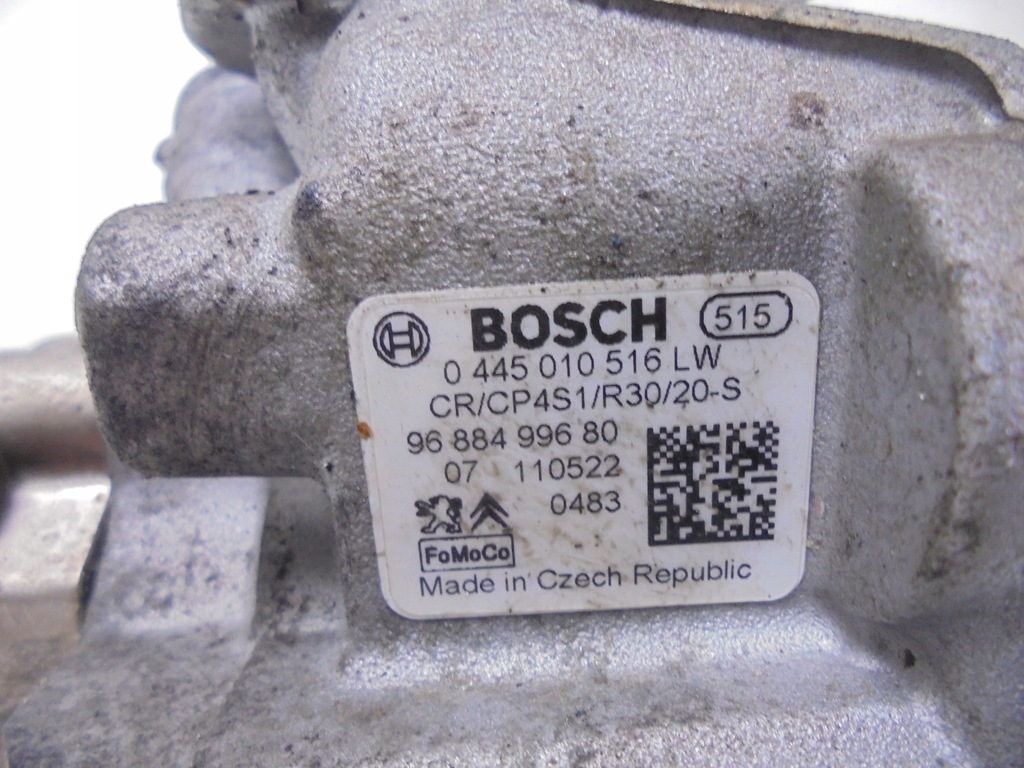 BOSCH 515
0 445 010 516 LW
CR/CP4S1/R30/20-S
96 884 996 80
07 110522
0483
FoMoCo
Made in Czech Republic